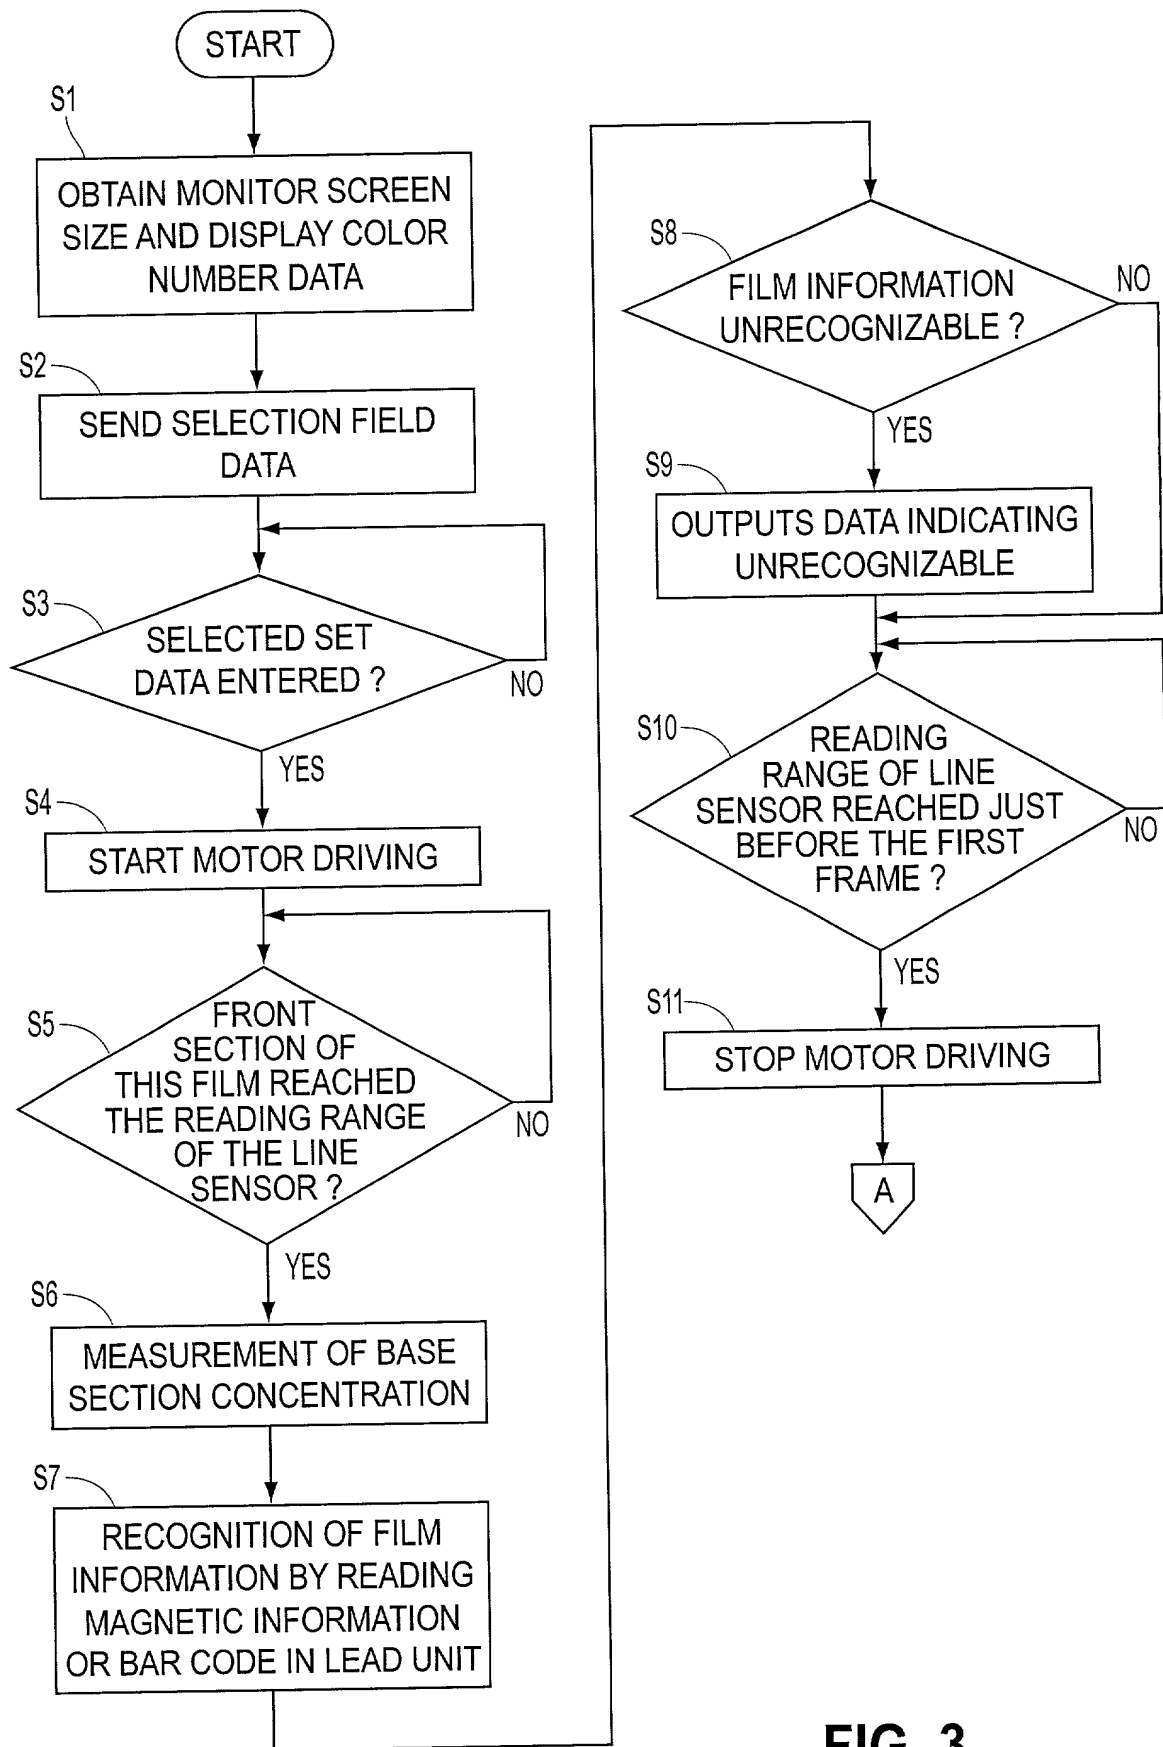 START
S1
OBTAIN MONITOR SCREEN
SIZE AND DISPLAY COLOR
NUMBER DATA
S2
SEND SELECTION FIELD
DATA
S3
SELECTED SET
DATA ENTERED ?
NO
YES
S4
START MOTOR DRIVING
S5
FRONT
SECTION OF
THIS FILM REACHED
THE READING RANGE
OF THE LINE
SENSOR ?
NO
YES
S6
MEASUREMENT OF BASE
SECTION CONCENTRATION
S7
RECOGNITION OF FILM
INFORMATION BY READING
MAGNETIC INFORMATION
OR BAR CODE IN LEAD UNIT
S8
FILM INFORMATION
UNRECOGNIZABLE ?
NO
YES
S9
OUTPUTS DATA INDICATING
UNRECOGNIZABLE
S10
READING
RANGE OF LINE
SENSOR REACHED JUST
BEFORE THE FIRST
FRAME ?
NO
YES
S11
STOP MOTOR DRIVING
A
FIG. 3